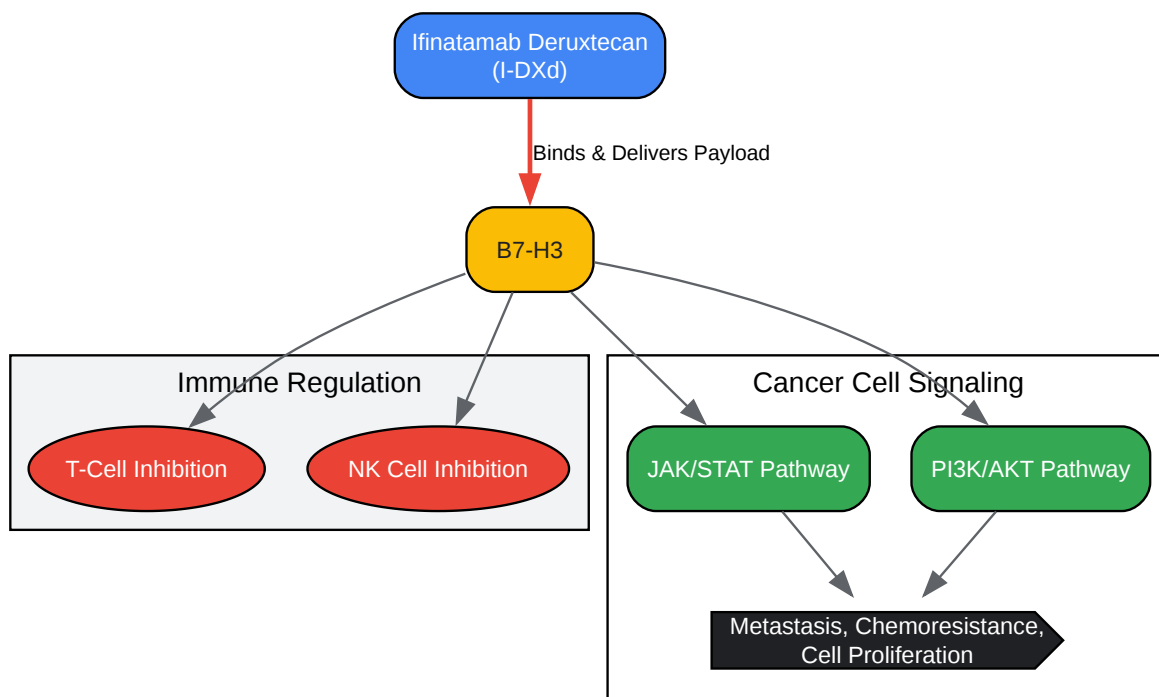 Ifinatamab Deruxtecan
(I-DXd)
Binds & Delivers Payload
B7-H3
Immune Regulation
Cancer Cell Signaling
T-Cell Inhibition
NK Cell Inhibition
JAK/STAT Pathway
PI3K/AKT Pathway
Metastasis, Chemoresistance,
Cell Proliferation